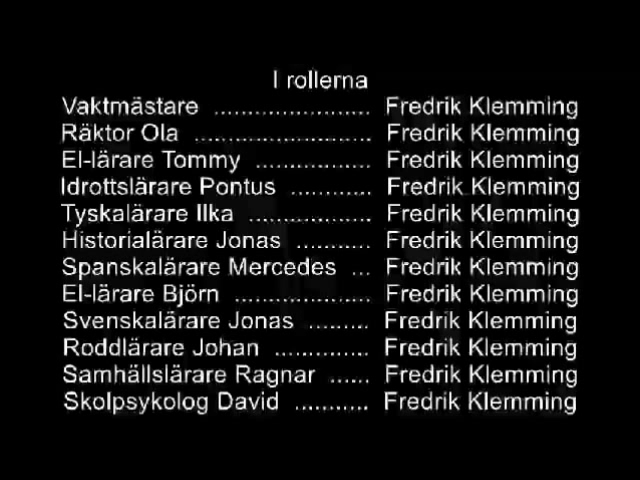 I rollerna
Vaktmästare ....................... Fredrik Klemming
Räktor Ola .......................... Fredrik Klemming
El-lärare Tommy ................. Fredrik Klemming
Idrottslärare Pontus ............ Fredrik Klemming
Tyskalärare Ilka .................. Fredrik Klemming
Historialärare Jonas ........... Fredrik Klemming
Spanskalärare Mercedes ... Fredrik Klemming
El-lärare Björn .................... Fredrik Klemming
Svenskalärare Jonas ......... Fredrik Klemming
Roddlärare Johan .............. Fredrik Klemming
Samhällslärare Ragnar ...... Fredrik Klemming
Skolpsykolog David ........... Fredrik Klemming